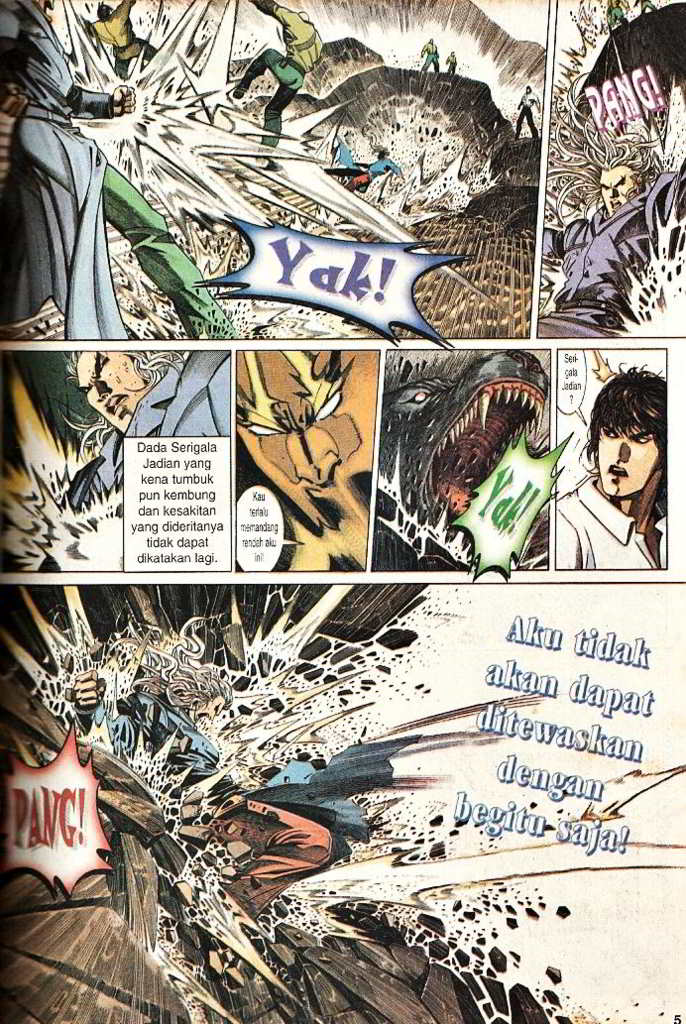 Yak!
PANG!
Dada Serigala
Jadian yang
kena tumbuk
pun kembung
dan kesakitan
yang dideritanya
tidak dapat
dikatakan lagi.
Kau
terlalu
memandang
rendah aku
ini!
Yak!
Seri-
gala
Jadian
?
PANG!
Aku tidak
akan dapat
ditewaskan
dengan
begitu saja!
5